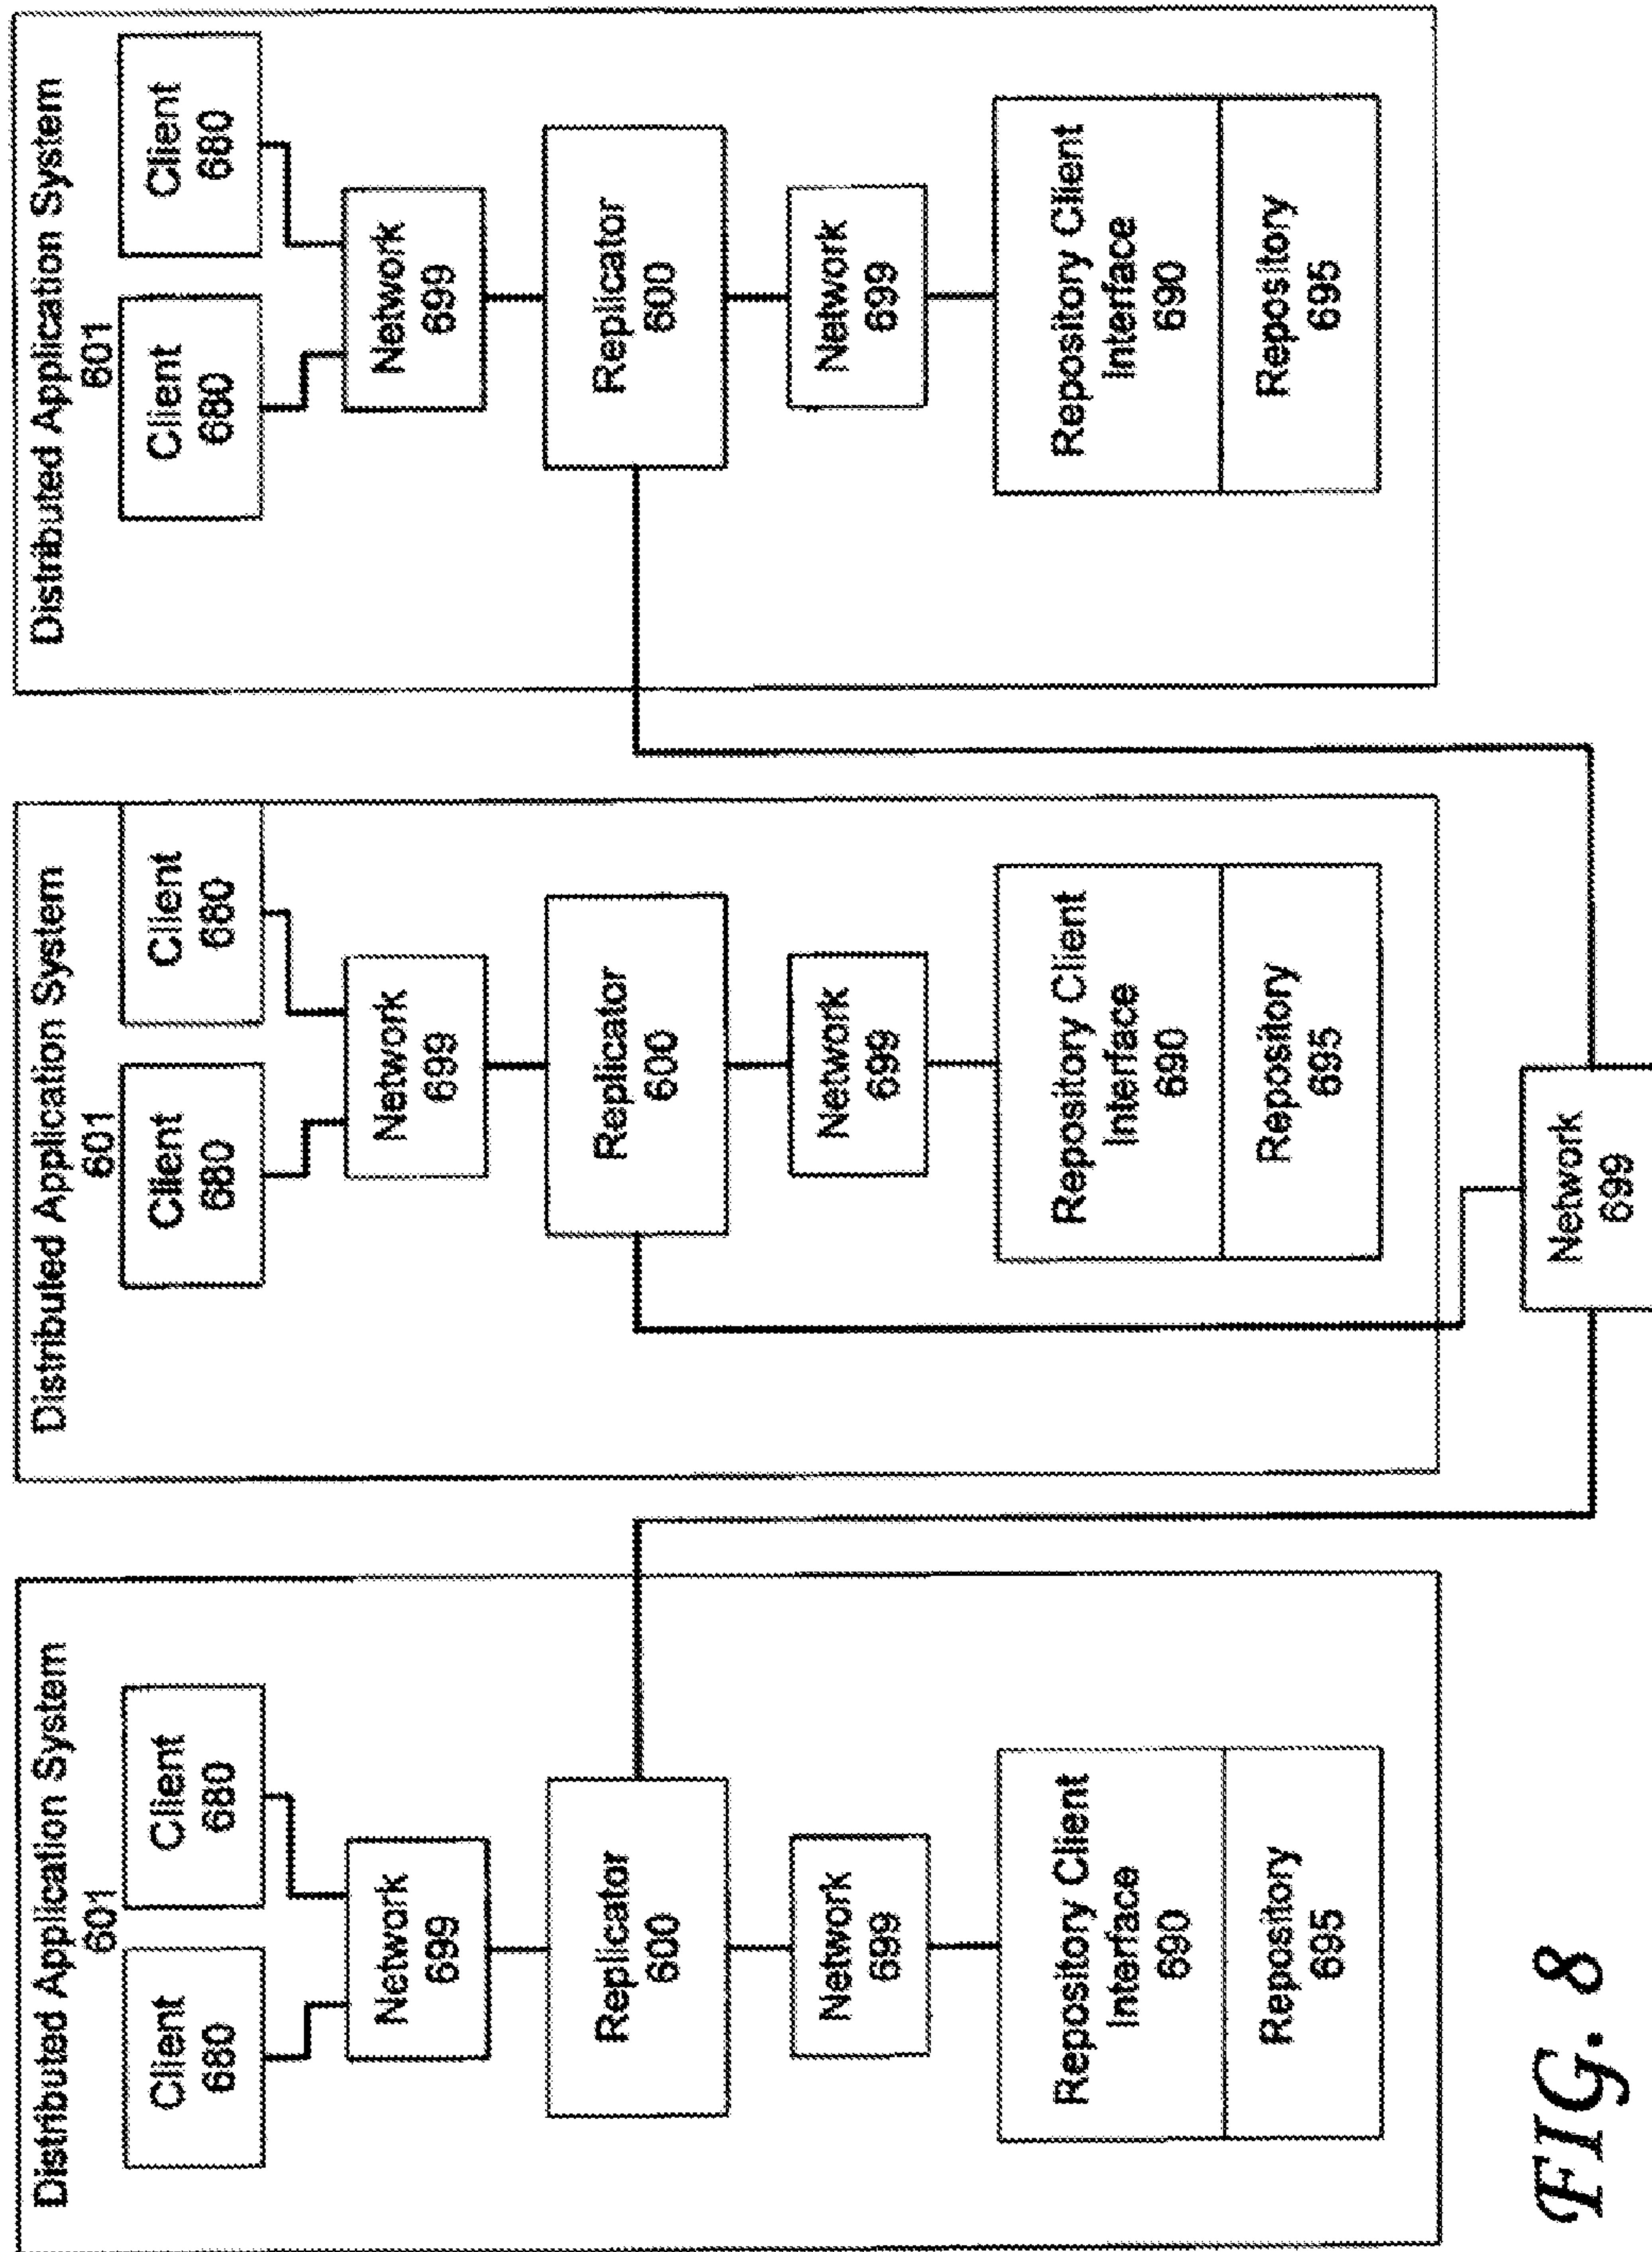 Distributed Application System
601
Client
680
Client
680
Network
699
Replicator
600
Network
699
Repository Client
Interface
690
Repository
695
Distributed Application System
601
Client
680
Client
680
Network
699
Replicator
600
Network
699
Repository Client
Interface
690
Repository
695
Distributed Application System
601
Client
680
Client
680
Network
699
Replicator
600
Network
699
Repository Client
Interface
690
Repository
695
Network
699
FIG. 8